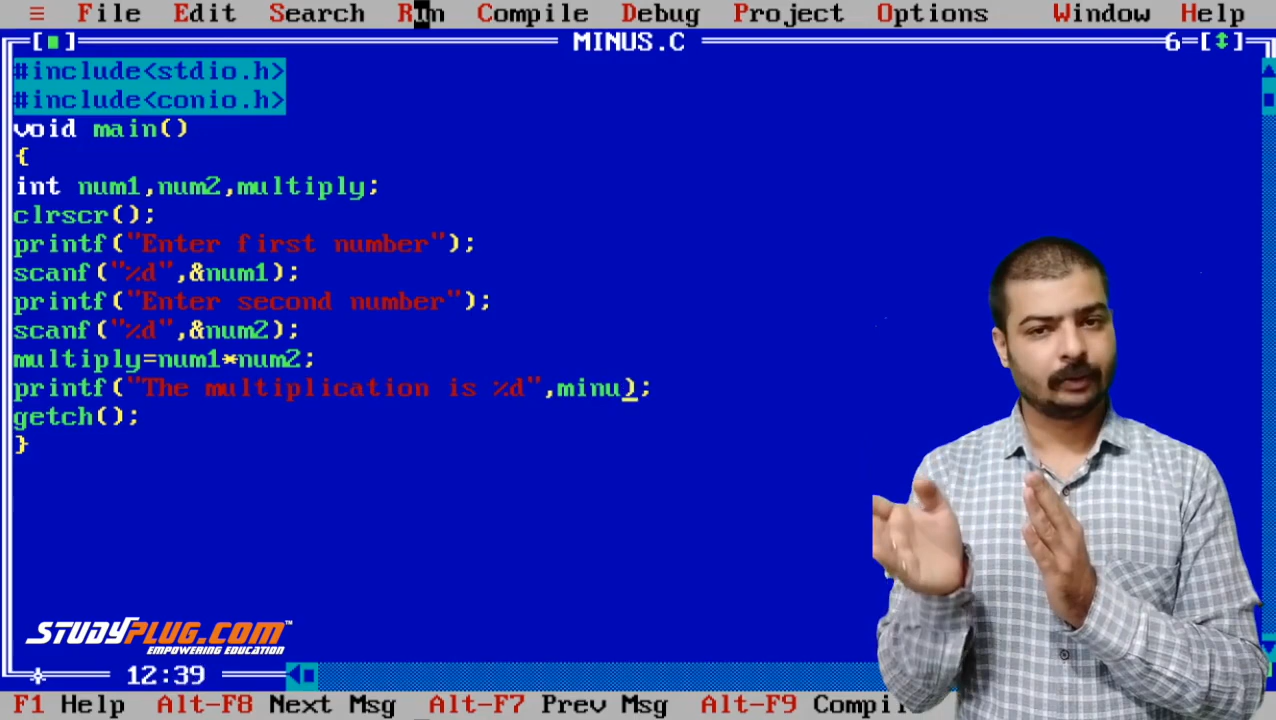 ≡ File Edit Search Run Compile Debug Project Options Window Help
[■] MINUS.C 6=[↕]
#include<stdio.h>
#include<conio.h>
void main()
{
int num1,num2,multiply;
clrscr();
printf("Enter first number");
scanf("%d",&num1);
printf("Enter second number");
scanf("%d",&num2);
multiply=num1*num2;
printf("The multiplication is %d",minu);
getch();
}
STUDYPLUG.COM™
EMPOWERING EDUCATION
12:39
F1 Help Alt-F8 Next Msg Alt-F7 Prev Msg Alt-F9 Compil